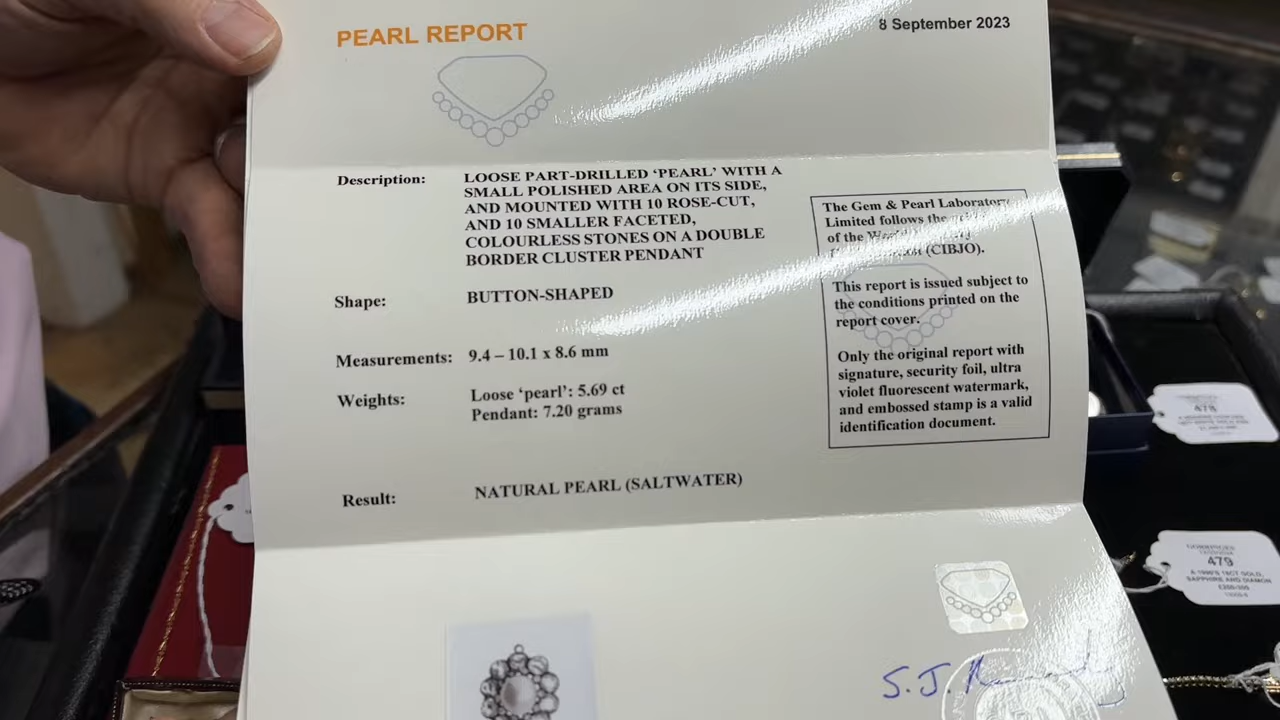 PEARL REPORT
8 September 2023
Description: LOOSE PART-DRILLED ‘PEARL’ WITH A
SMALL POLISHED AREA ON ITS SIDE,
AND MOUNTED WITH 10 ROSE-CUT,
AND 10 SMALLER FACETED,
COLOURLESS STONES ON A DOUBLE
BORDER CLUSTER PENDANT
Shape: BUTTON-SHAPED
Measurements: 9.4 – 10.1 x 8.6 mm
Weights: Loose ‘pearl’: 5.69 ct
Pendant: 7.20 grams
Result: NATURAL PEARL (SALTWATER)
The Gem & Pearl Laboratory
Limited follows the
of the World
(CIBJO).
This report is issued subject to
the conditions printed on the
report cover.
Only the original report with
signature, security foil, ultra
violet fluorescent watermark,
and embossed stamp is a valid
identification document.
S.J.
478
479
SAPPHIRE AND DIAMON